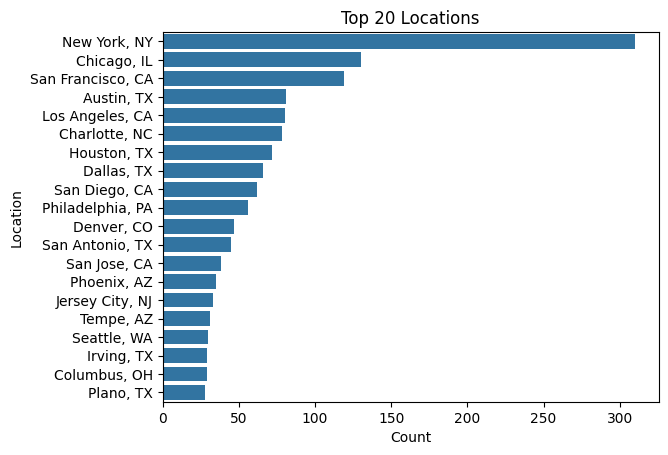 Top 20 Locations
Location
New York, NY
Chicago, IL
San Francisco, CA
Austin, TX
Los Angeles, CA
Charlotte, NC
Houston, TX
Dallas, TX
San Diego, CA
Philadelphia, PA
Denver, CO
San Antonio, TX
San Jose, CA
Phoenix, AZ
Jersey City, NJ
Tempe, AZ
Seattle, WA
Irving, TX
Columbus, OH
Plano, TX
0 50 100 150 200 250 300
Count